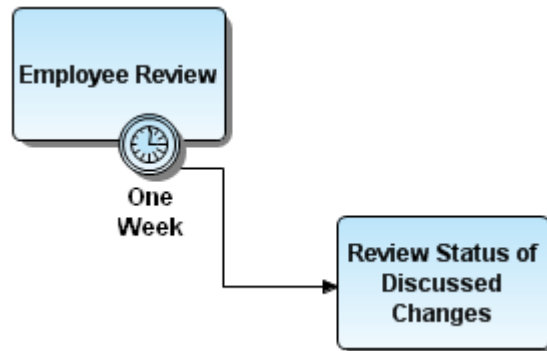 Employee Review
One
Week
Review Status of
Discussed
Changes